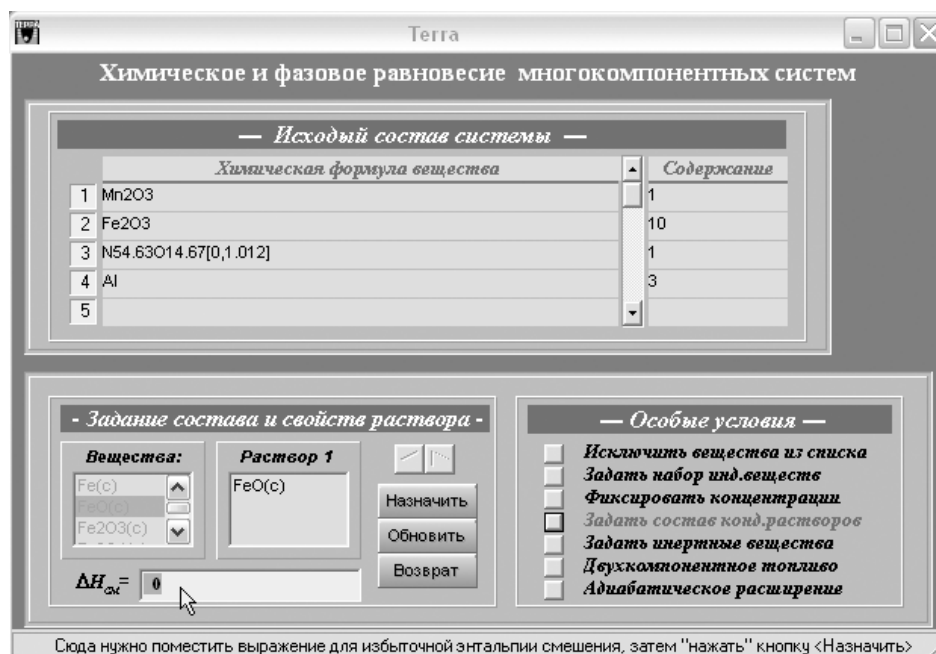 Terra
Химическое и фазовое равновесие многокомпонентных систем
— Исходый состав системы —
Химическая формула вещества Содержание
1 Mn2O3 1
2 Fe2O3 10
3 N54.63O14.67[0,1.012] 1
4 Al 3
5
- Задание состава и свойств раствора -
Вещества: Раствор 1
Fe(c)
FeO(c)
Fe2O3(c)
FeO(c)
Назначить
Обновить
Возврат
ΔHсм= 0
— Особые условия —
Исключить вещества из списка
Задать набор инд.веществ
Фиксировать концентрации
Задать состав конд.растворов
Задать инертные вещества
Двухкомпонентное топливо
Адиабатическое расширение
Сюда нужно поместить выражение для избыточной энтальпии смешения, затем "нажать" кнопку <Назначить>